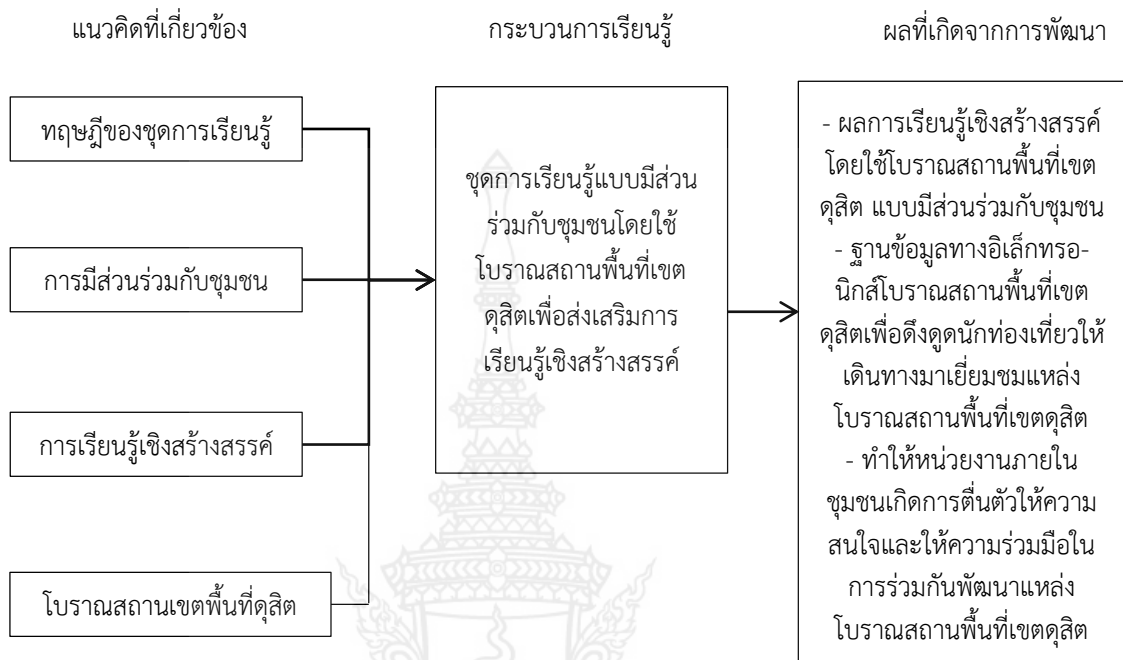 แนวคิดที่เกี่ยวข้อง
กระบวนการเรียนรู้
ผลที่เกิดจากการพัฒนา
ทฤษฎีของชุดการเรียนรู้
การมีส่วนร่วมกับชุมชน
การเรียนรู้เชิงสร้างสรรค์
โบราณสถานเขตพื้นที่ดุสิต
ชุดการเรียนรู้แบบมีส่วน
ร่วมกับชุมชนโดยใช้
โบราณสถานพื้นที่เขต
ดุสิตเพื่อส่งเสริมการ
เรียนรู้เชิงสร้างสรรค์
- ผลการเรียนรู้เชิงสร้างสรรค์
โดยใช้โบราณสถานพื้นที่เขต
ดุสิต แบบมีส่วนร่วมกับชุมชน
- ฐานข้อมูลทางอิเล็กทรอ-
นิกส์โบราณสถานพื้นที่เขต
ดุสิตเพื่อดึงดูดนักท่องเที่ยวให้
เดินทางมาเยี่ยมชมแหล่ง
โบราณสถานพื้นที่เขตดุสิต
- ทำให้หน่วยงานภายใน
ชุมชนเกิดการตื่นตัวให้ความ
สนใจและให้ความร่วมมือใน
การร่วมกันพัฒนาแหล่ง
โบราณสถานพื้นที่เขตดุสิต